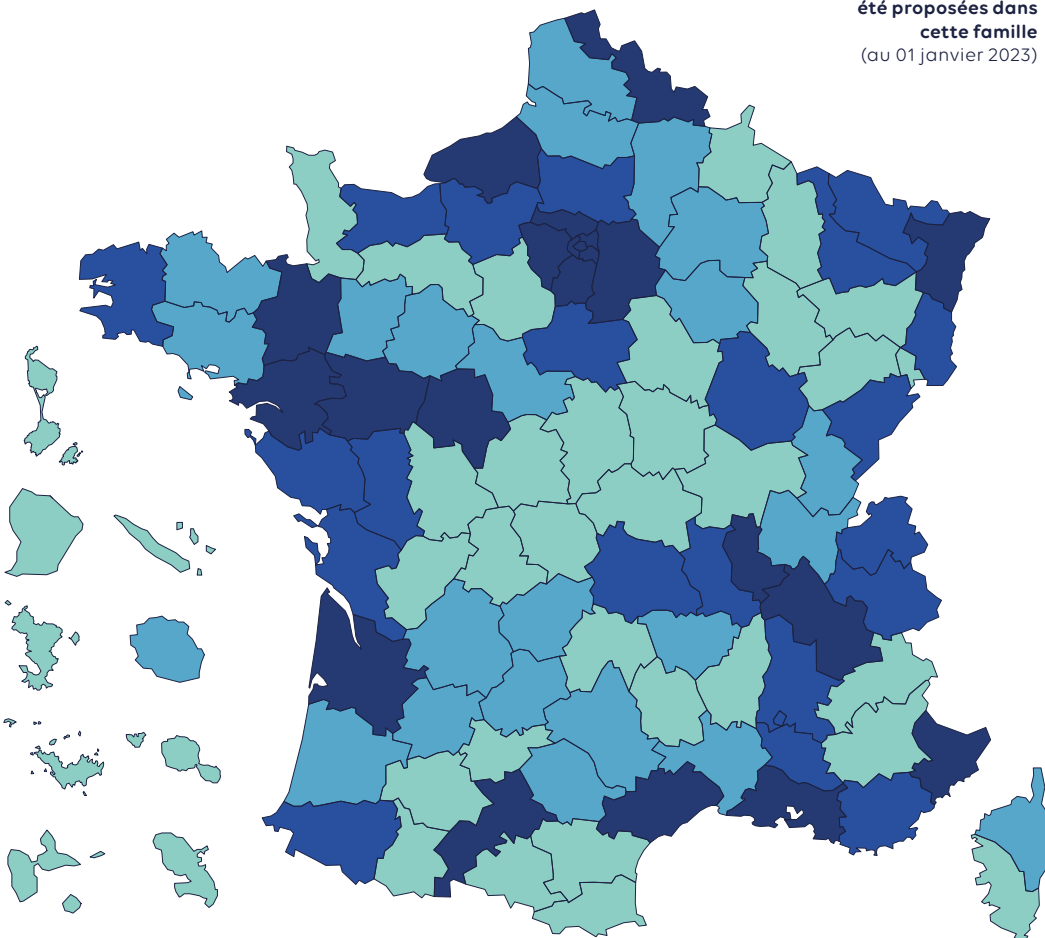 été proposées dans
cette famille
(au 01 janvier 2023)